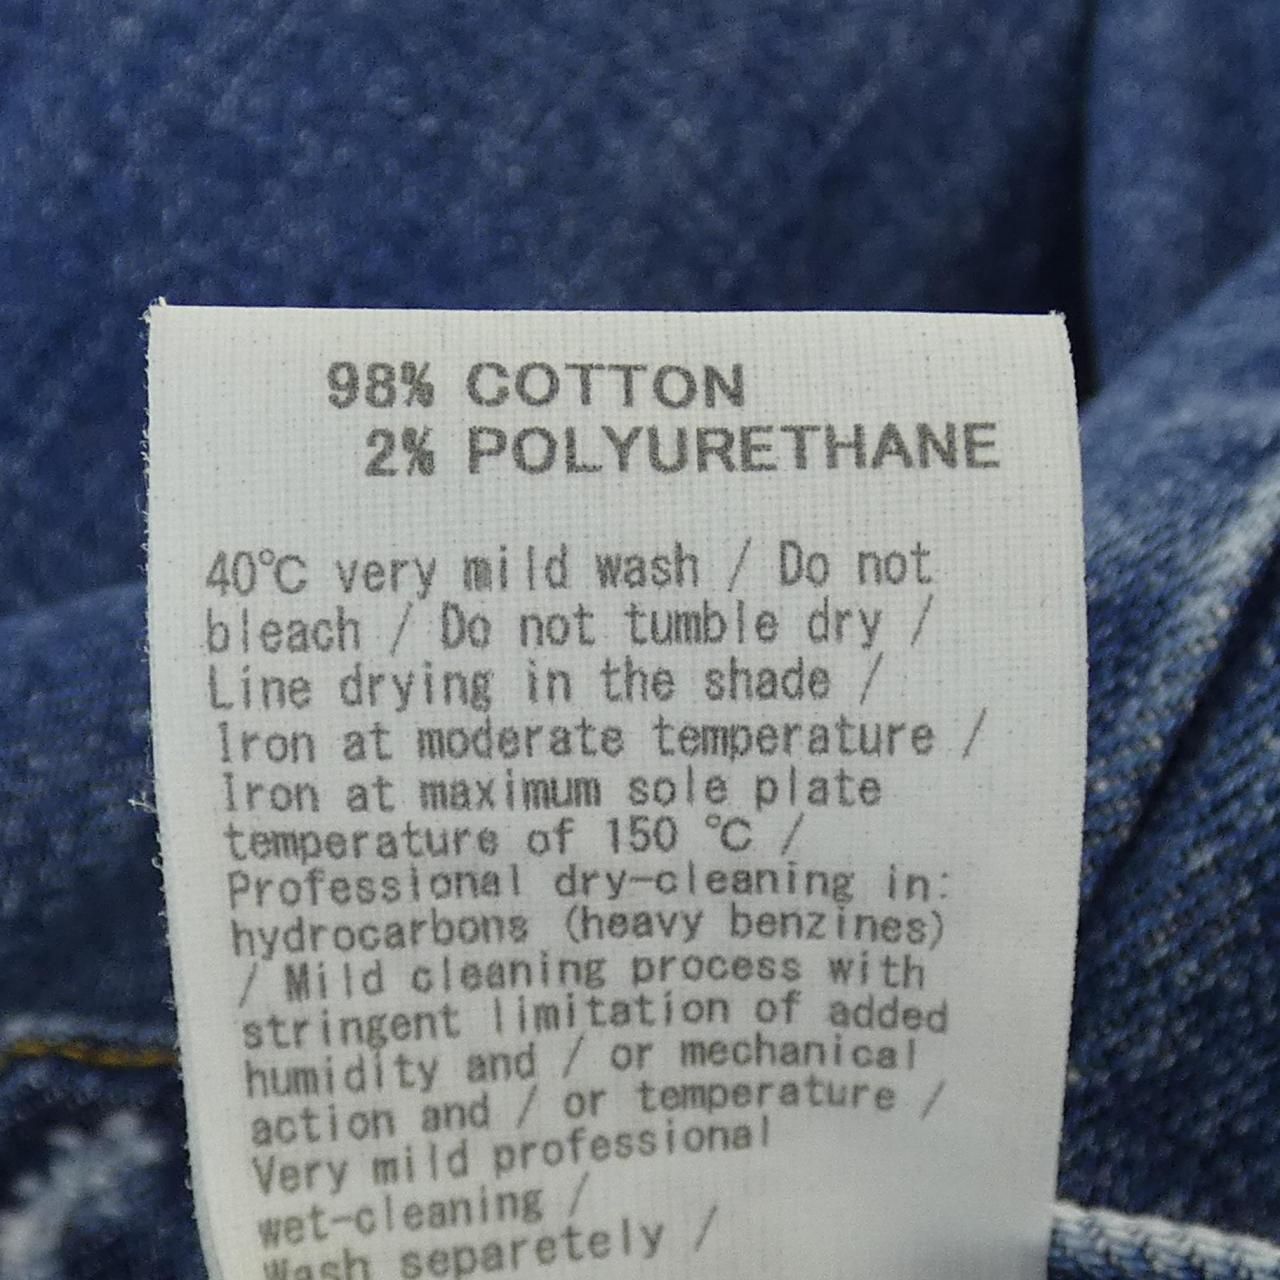 98% COTTON
2% POLYURETHANE
40℃ very mild wash / Do not
bleach / Do not tumble dry /
Line drying in the shade /
Iron at moderate temperature /
Iron at maximum sole plate
temperature of 150 ℃ /
Professional dry-cleaning in:
hydrocarbons (heavy benzines)
/ Mild cleaning process with
stringent limitation of added
humidity and / or mechanical
action and / or temperature /
Very mild professional
wet-cleaning /
Wash separetely /